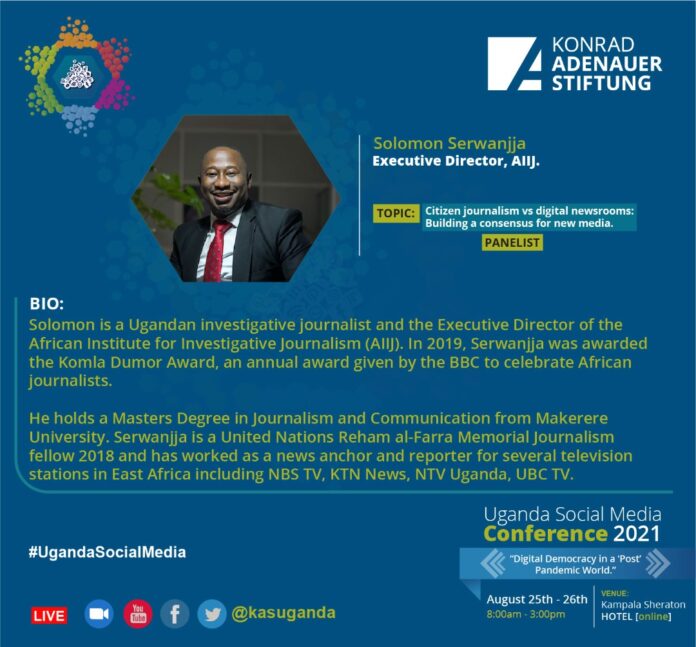 KONRAD
ADENAUER
STIFTUNG
Solomon Serwanjja
Executive Director, AIIJ.
TOPIC: Citizen journalism vs digital newsrooms:
Building a consensus for new media.
PANELIST
BIO:
Solomon is a Ugandan investigative journalist and the Executive Director of the
African Institute for Investigative Journalism (AIIJ). In 2019, Serwanjja was awarded
the Komla Dumor Award, an annual award given by the BBC to celebrate African
journalists.
He holds a Masters Degree in Journalism and Communication from Makerere
University. Serwanjja is a United Nations Reham al-Farra Memorial Journalism
fellow 2018 and has worked as a news anchor and reporter for several television
stations in East Africa including NBS TV, KTN News, NTV Uganda, UBC TV.
#UgandaSocialMedia
Uganda Social Media
Conference 2021
“Digital Democracy in a ‘Post’
Pandemic World.”
August 25th - 26th
8:00am - 3:00pm
VENUE:
Kampala Sheraton
HOTEL [online]
LIVE
You
Tube
f
@kasuganda